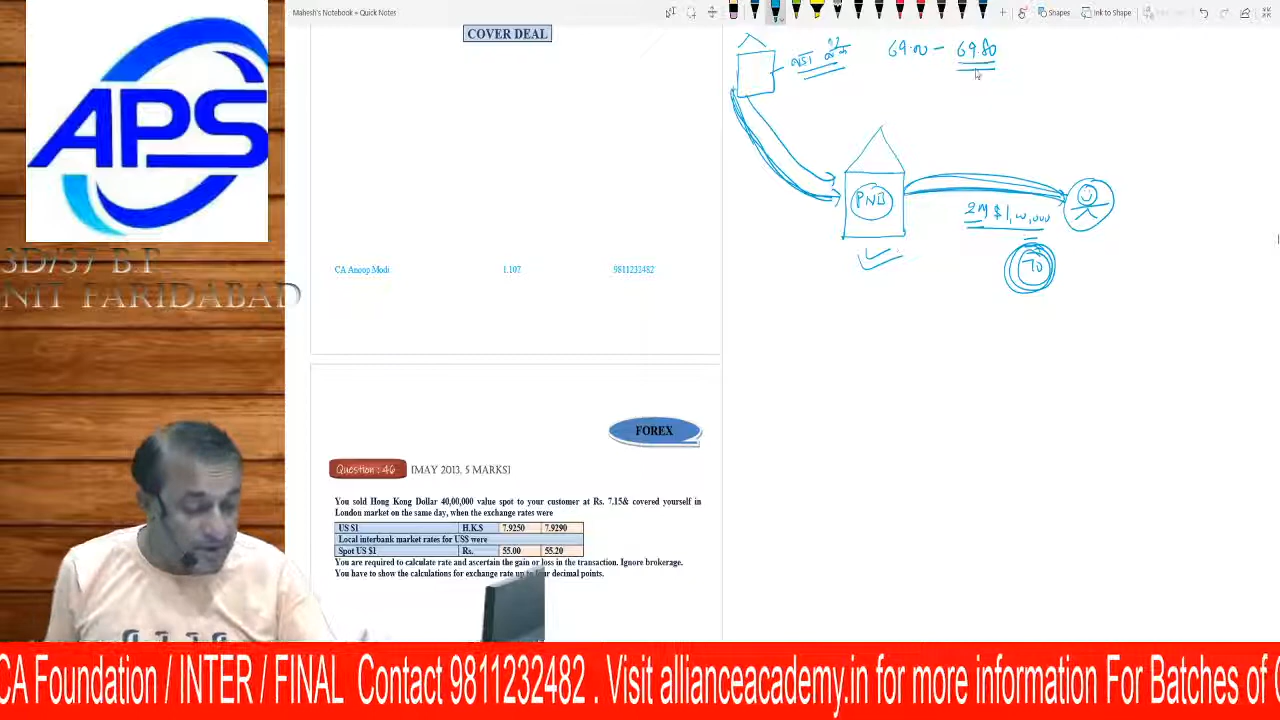 Mahesh's Notebook » Quick Notes
Shapes
Ink to Shape
COVER DEAL
69.00 – 69.80
APS
PNB
2M $ 1,00,000
70
3D/37 B.P.
NIT FARIDABAD
CA Anoop Modi 1.107 9811232482
FOREX
Question : 46 [MAY 2013, 5 MARKS]
You sold Hong Kong Dollar 40,00,000 value spot to your customer at Rs. 7.15& covered yourself in
London market on the same day, when the exchange rates were
US $1 H.K.$ 7.9250 7.9290
Local interbank market rates for US$ were
Spot US $1 Rs. 55.00 55.20
You are required to calculate rate and ascertain the gain or loss in the transaction. Ignore brokerage.
You have to show the calculations for exchange rate up to four decimal points.
CA Foundation / INTER / FINAL Contact 9811232482 . Visit allianceacademy.in for more information For Batches of